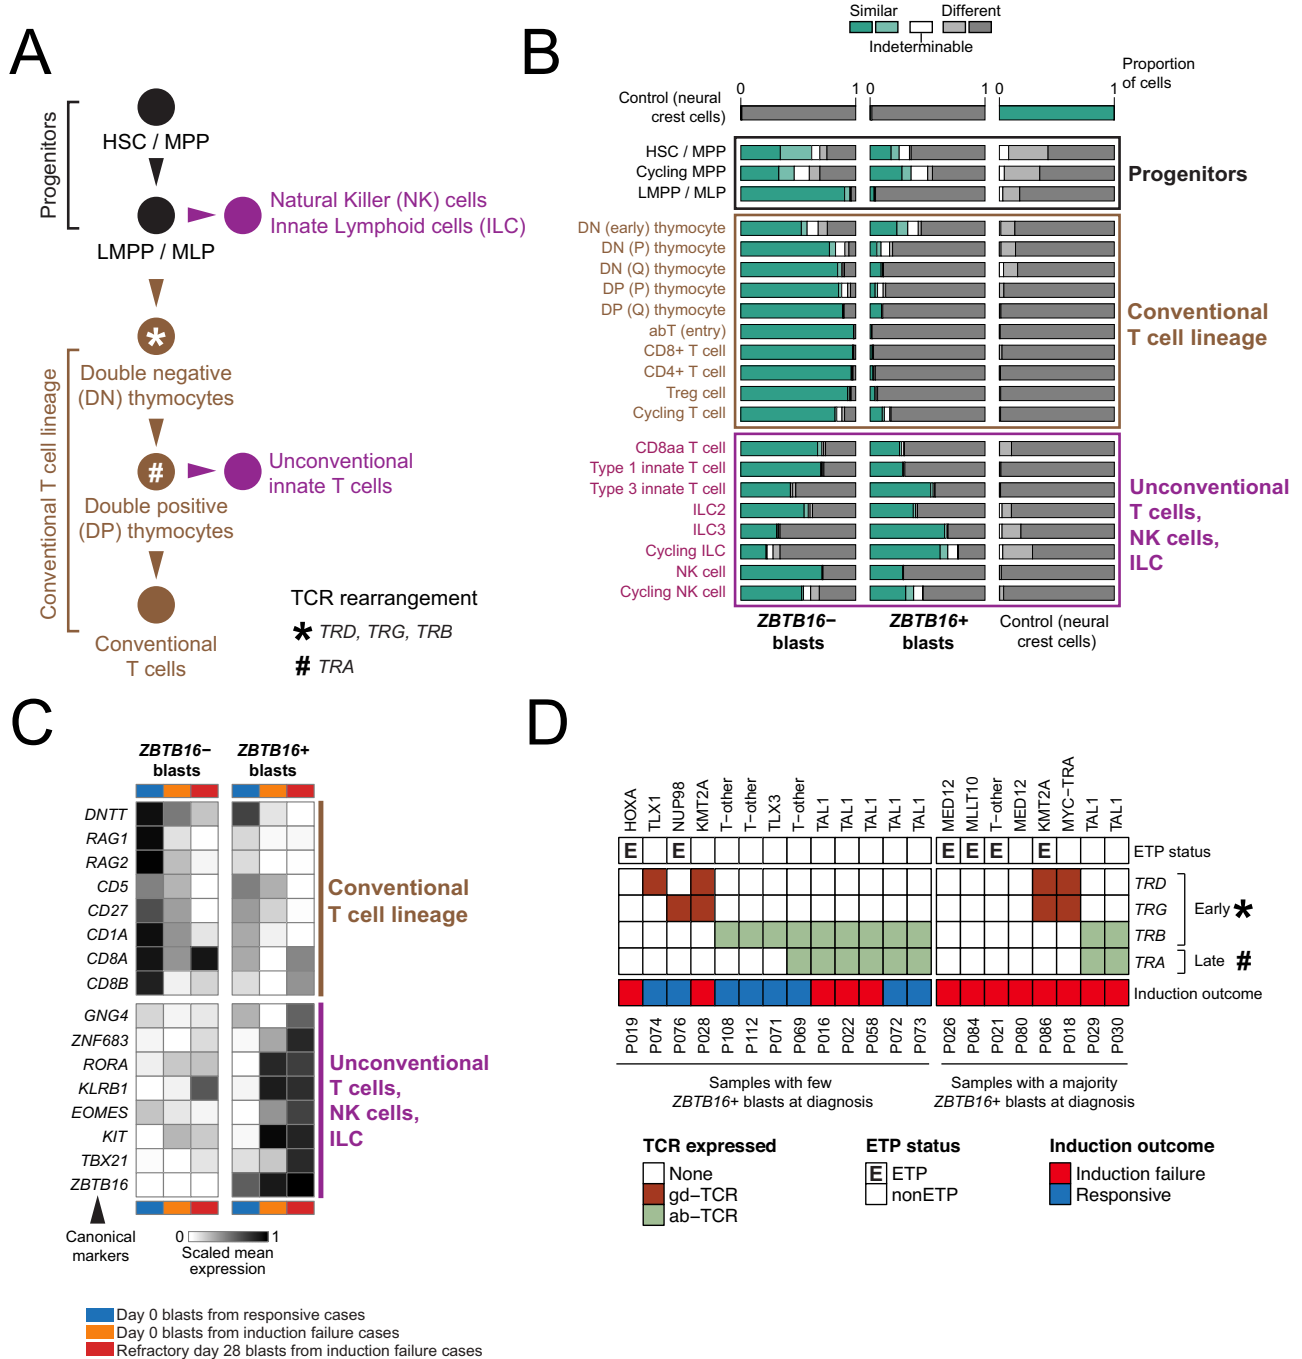 A
Progenitors
HSC / MPP
LMPP / MLP
Natural Killer (NK) cells
Innate Lymphoid cells (ILC)
Conventional T cell lineage
*
Double negative
(DN) thymocytes
#
Unconventional
innate T cells
Double positive
(DP) thymocytes
Conventional
T cells
TCR rearrangement
* TRD, TRG, TRB
# TRA
B
Similar
Different
Indeterminable
Proportion
of cells
0 1 0 1 0 1
Control (neural
crest cells)
HSC / MPP
Cycling MPP
LMPP / MLP
Progenitors
DN (early) thymocyte
DN (P) thymocyte
DN (Q) thymocyte
DP (P) thymocyte
DP (Q) thymocyte
abT (entry)
CD8+ T cell
CD4+ T cell
Treg cell
Cycling T cell
Conventional
T cell lineage
CD8aa T cell
Type 1 innate T cell
Type 3 innate T cell
ILC2
ILC3
Cycling ILC
NK cell
Cycling NK cell
Unconventional
T cells,
NK cells,
ILC
ZBTB16−
blasts
ZBTB16+
blasts
Control (neural
crest cells)
C
ZBTB16−
blasts
ZBTB16+
blasts
DNTT
RAG1
RAG2
CD5
CD27
CD1A
CD8A
CD8B
Conventional
T cell lineage
GNG4
ZNF683
RORA
KLRB1
EOMES
KIT
TBX21
ZBTB16
Unconventional
T cells,
NK cells,
ILC
Canonical
markers
0 1
Scaled mean
expression
Day 0 blasts from responsive cases
Day 0 blasts from induction failure cases
Refractory day 28 blasts from induction failure cases
D
HOXA
TLX1
NUP98
KMT2A
T−other
T−other
TLX3
T−other
TAL1
TAL1
TAL1
TAL1
TAL1
MED12
MLLT10
T−other
MED12
KMT2A
MYC−TRA
TAL1
TAL1
E E E E E E ETP status
TRD
TRG
TRB
TRA
Early *
Late #
Induction outcome
P019
P074
P076
P028
P108
P112
P071
P069
P016
P022
P058
P072
P073
P026
P084
P021
P080
P086
P018
P029
P030
Samples with few
ZBTB16+ blasts at diagnosis
Samples with a majority
ZBTB16+ blasts at diagnosis
TCR expressed
None
gd−TCR
ab−TCR
ETP status
E ETP
nonETP
Induction outcome
Induction failure
Responsive